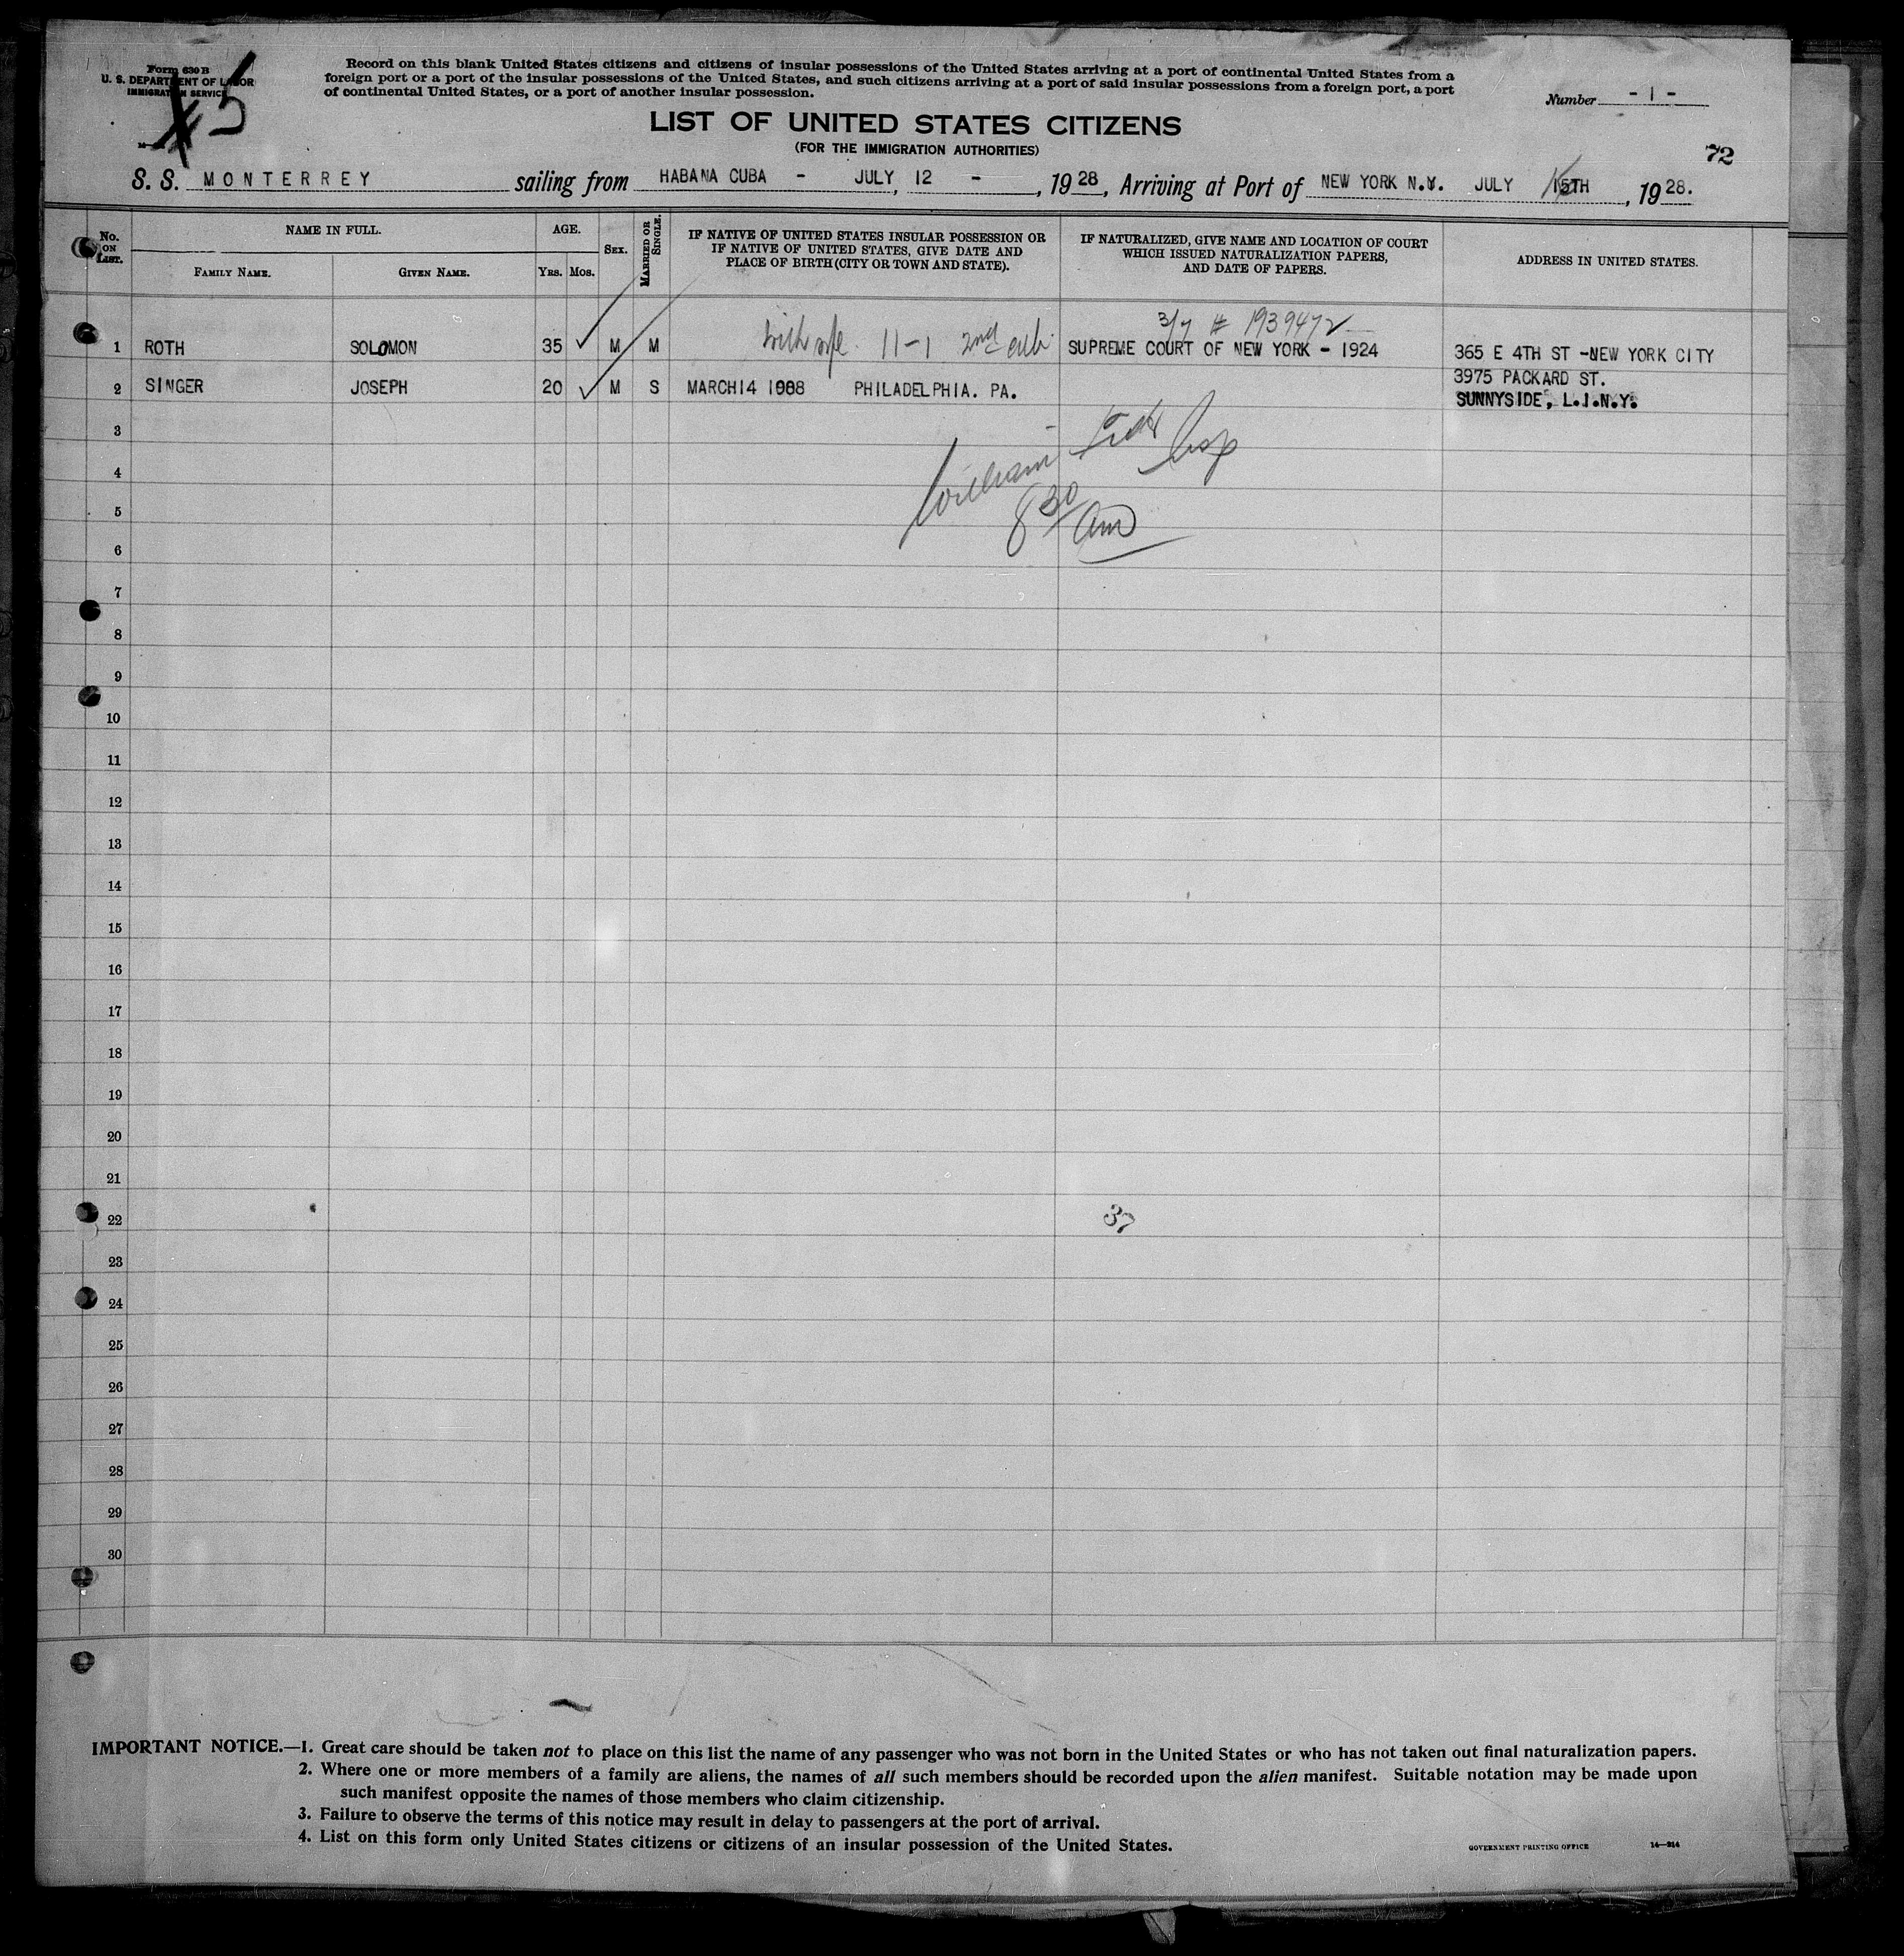 Form 630 B
U. S. DEPARTMENT OF LABOR
IMMIGRATION SERVICE
5
Record on this blank United States citizens and citizens of insular possessions of the United States arriving at a port of continental United States from a
foreign port or a port of the insular possessions of the United States, and such citizens arriving at a port of said insular possessions from a foreign port, a port
of continental United States, or a port of another insular possession.
Number - 1 -
LIST OF UNITED STATES CITIZENS
(FOR THE IMMIGRATION AUTHORITIES)
72
S. S. MONTERREY sailing from HABANA CUBA - JULY, 12 - , 1928, Arriving at Port of NEW YORK N.Y. JULY 15TH , 1928.
No. ON LIST.
NAME IN FULL.
FAMILY NAME. GIVEN NAME.
AGE.
YRS. MOS.
SEX.
MARRIED OR SINGLE.
IF NATIVE OF UNITED STATES INSULAR POSSESSION OR
IF NATIVE OF UNITED STATES, GIVE DATE AND
PLACE OF BIRTH (CITY OR TOWN AND STATE).
IF NATURALIZED, GIVE NAME AND LOCATION OF COURT
WHICH ISSUED NATURALIZATION PAPERS,
AND DATE OF PAPERS.
ADDRESS IN UNITED STATES.
3/7 # 1939472
1 ROTH SOLOMON 35 M M with wife 11-1 2nd cab SUPREME COURT OF NEW YORK - 1924 365 E 4TH ST -NEW YORK CITY
2 SINGER JOSEPH 20 M S MARCH14 1908 PHILADELPHIA. PA. 3975 PACKARD ST.
SUNNYSIDE, L.I.N.Y.
3
William Insp
4
8 30 am
5
6
7
8
9
10
11
12
13
14
15
16
17
18
19
20
21
22
37
23
24
25
26
27
28
29
30
IMPORTANT NOTICE.—1. Great care should be taken not to place on this list the name of any passenger who was not born in the United States or who has not taken out final naturalization papers.
2. Where one or more members of a family are aliens, the names of all such members should be recorded upon the alien manifest. Suitable notation may be made upon
such manifest opposite the names of those members who claim citizenship.
3. Failure to observe the terms of this notice may result in delay to passengers at the port of arrival.
4. List on this form only United States citizens or citizens of an insular possession of the United States.
GOVERNMENT PRINTING OFFICE 14—314